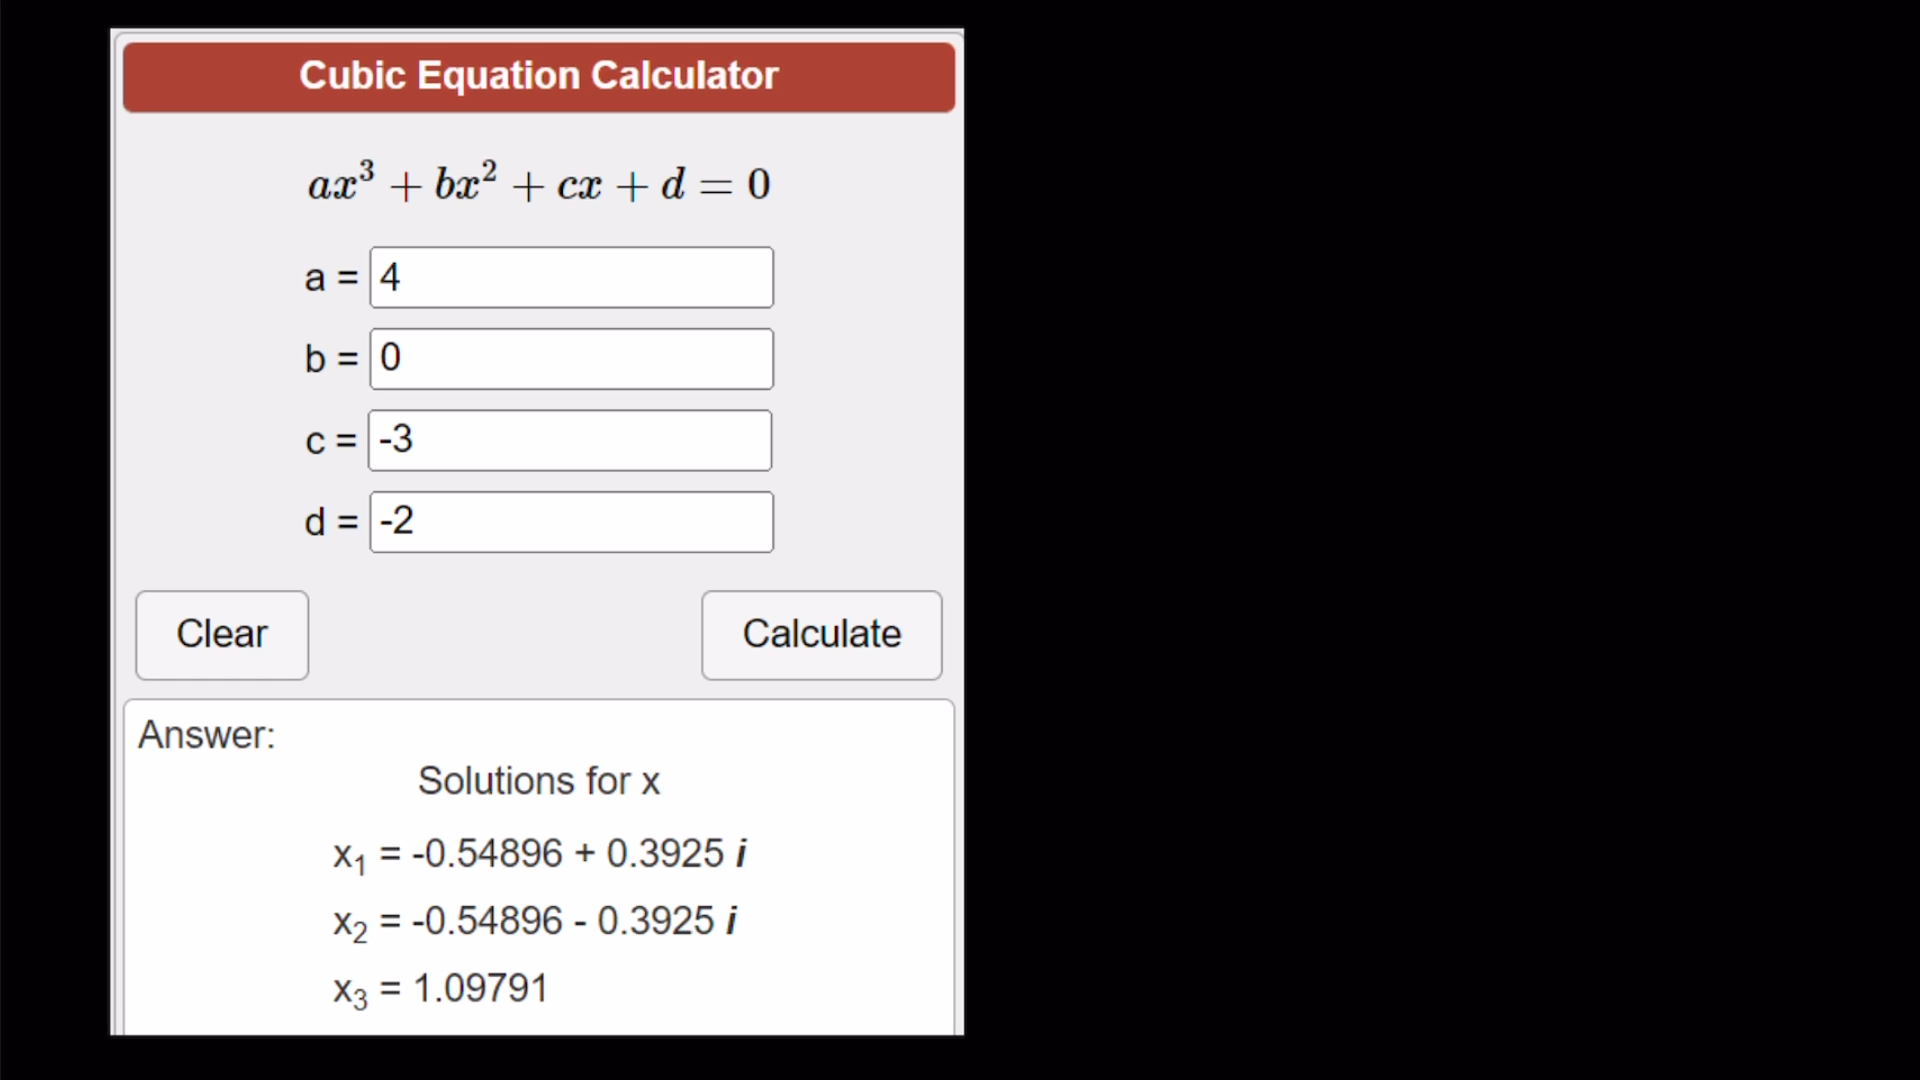 Cubic Equation Calculator
ax³ + bx² + cx + d = 0
a = 4
b = 0
c = -3
d = -2
Clear Calculate
Answer:
Solutions for x
x₁ = -0.54896 + 0.3925 i
x₂ = -0.54896 - 0.3925 i
x₃ = 1.09791